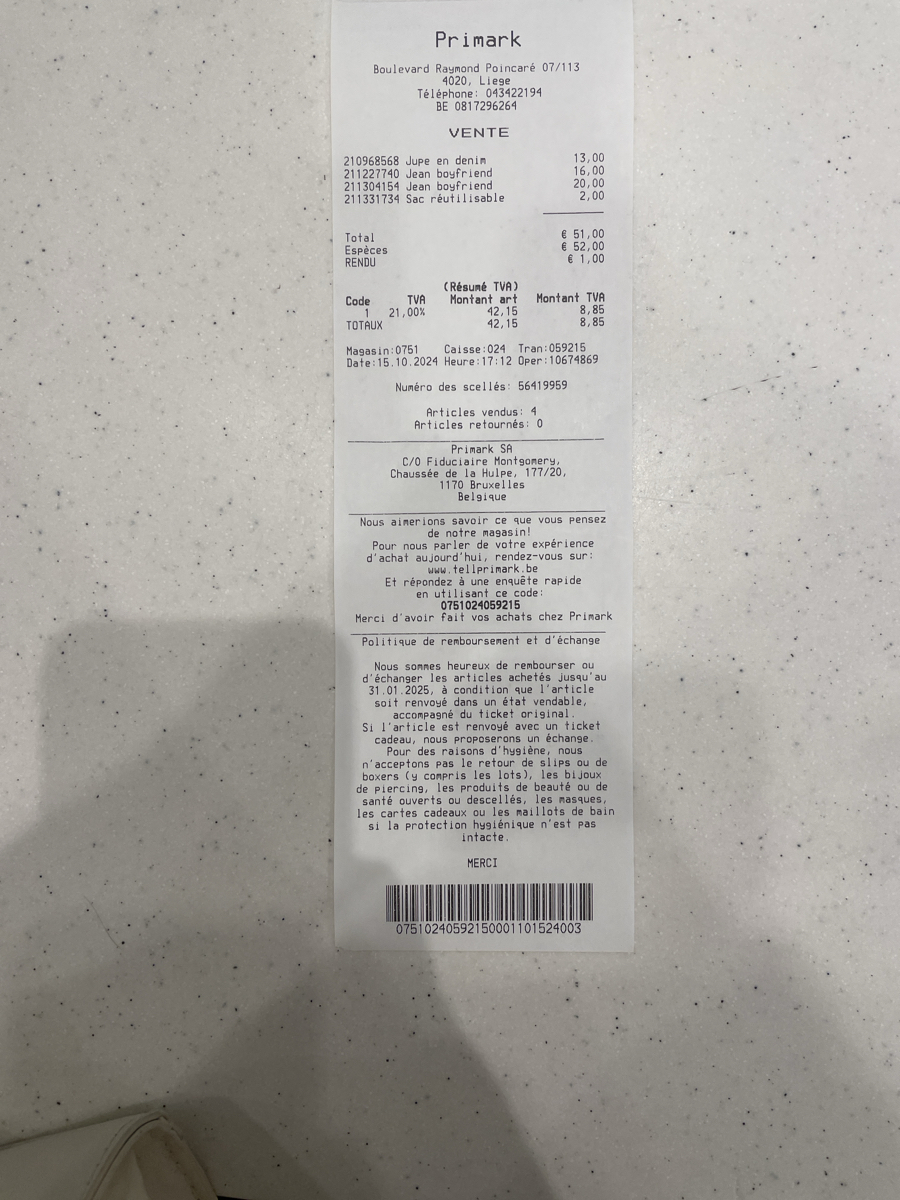 Primark
Boulevard Raymond Poincaré 07/113
4020, Liege
Téléphone: 043422194
BE 0817296264
VENTE
210968568 Jupe en denim 13,00
211227740 Jean boyfriend 16,00
211304154 Jean boyfriend 20,00
211331734 Sac réutilisable 2,00
Total € 51,00
Espèces € 52,00
RENDU € 1,00
(Résumé TVA)
Code TVA Montant art Montant TVA
1 21,00% 42,15 8,85
TOTAUX 42,15 8,85
Magasin:0751 Caisse:024 Tran:059215
Date:15.10.2024 Heure:17:12 Oper:10674869
Numéro des scellés: 56419959
Articles vendus: 4
Articles retournés: 0
Primark SA
C/O Fiduciaire Montgomery,
Chaussée de la Hulpe, 177/20,
1170 Bruxelles
Belgique
Nous aimerions savoir ce que vous pensez
de notre magasin!
Pour nous parler de votre expérience
d'achat aujourd'hui, rendez-vous sur:
www.tellprimark.be
Et répondez à une enquête rapide
en utilisant ce code:
0751024059215
Merci d'avoir fait vos achats chez Primark
Politique de remboursement et d'échange
Nous sommes heureux de rembourser ou
d'échanger les articles achetés jusqu'au
31.01.2025, à condition que l'article
soit renvoyé dans un état vendable,
accompagné du ticket original.
Si l'article est renvoyé avec un ticket
cadeau, nous proposerons un échange.
Pour des raisons d'hygiène, nous
n'acceptons pas le retour de slips ou de
boxers (y compris les lots), les bijoux
de piercing, les produits de beauté ou de
santé ouverts ou descellés, les masques,
les cartes cadeaux ou les maillots de bain
si la protection hygiénique n'est pas
intacte.
MERCI
07510240592150001101524003